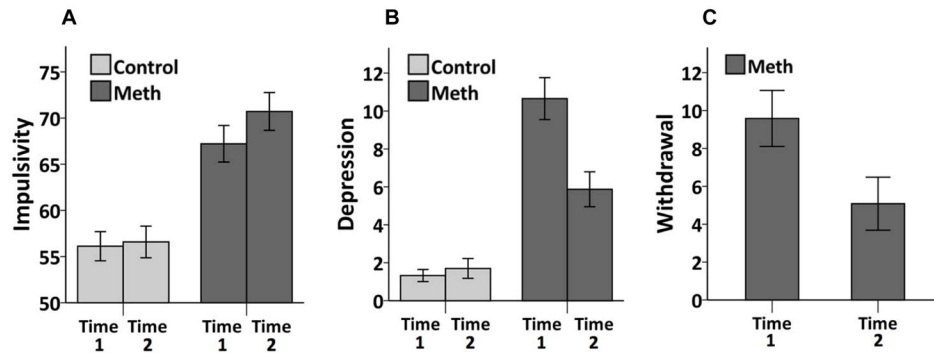 A
Impulsivity
75
70
65
60
55
50
Control
Meth
Time 1
Time 2
Time 1
Time 2
B
Depression
12
10
8
6
4
2
0
Control
Meth
Time 1
Time 2
Time 1
Time 2
C
Withdrawal
12
10
8
6
4
2
0
Meth
Time 1
Time 2